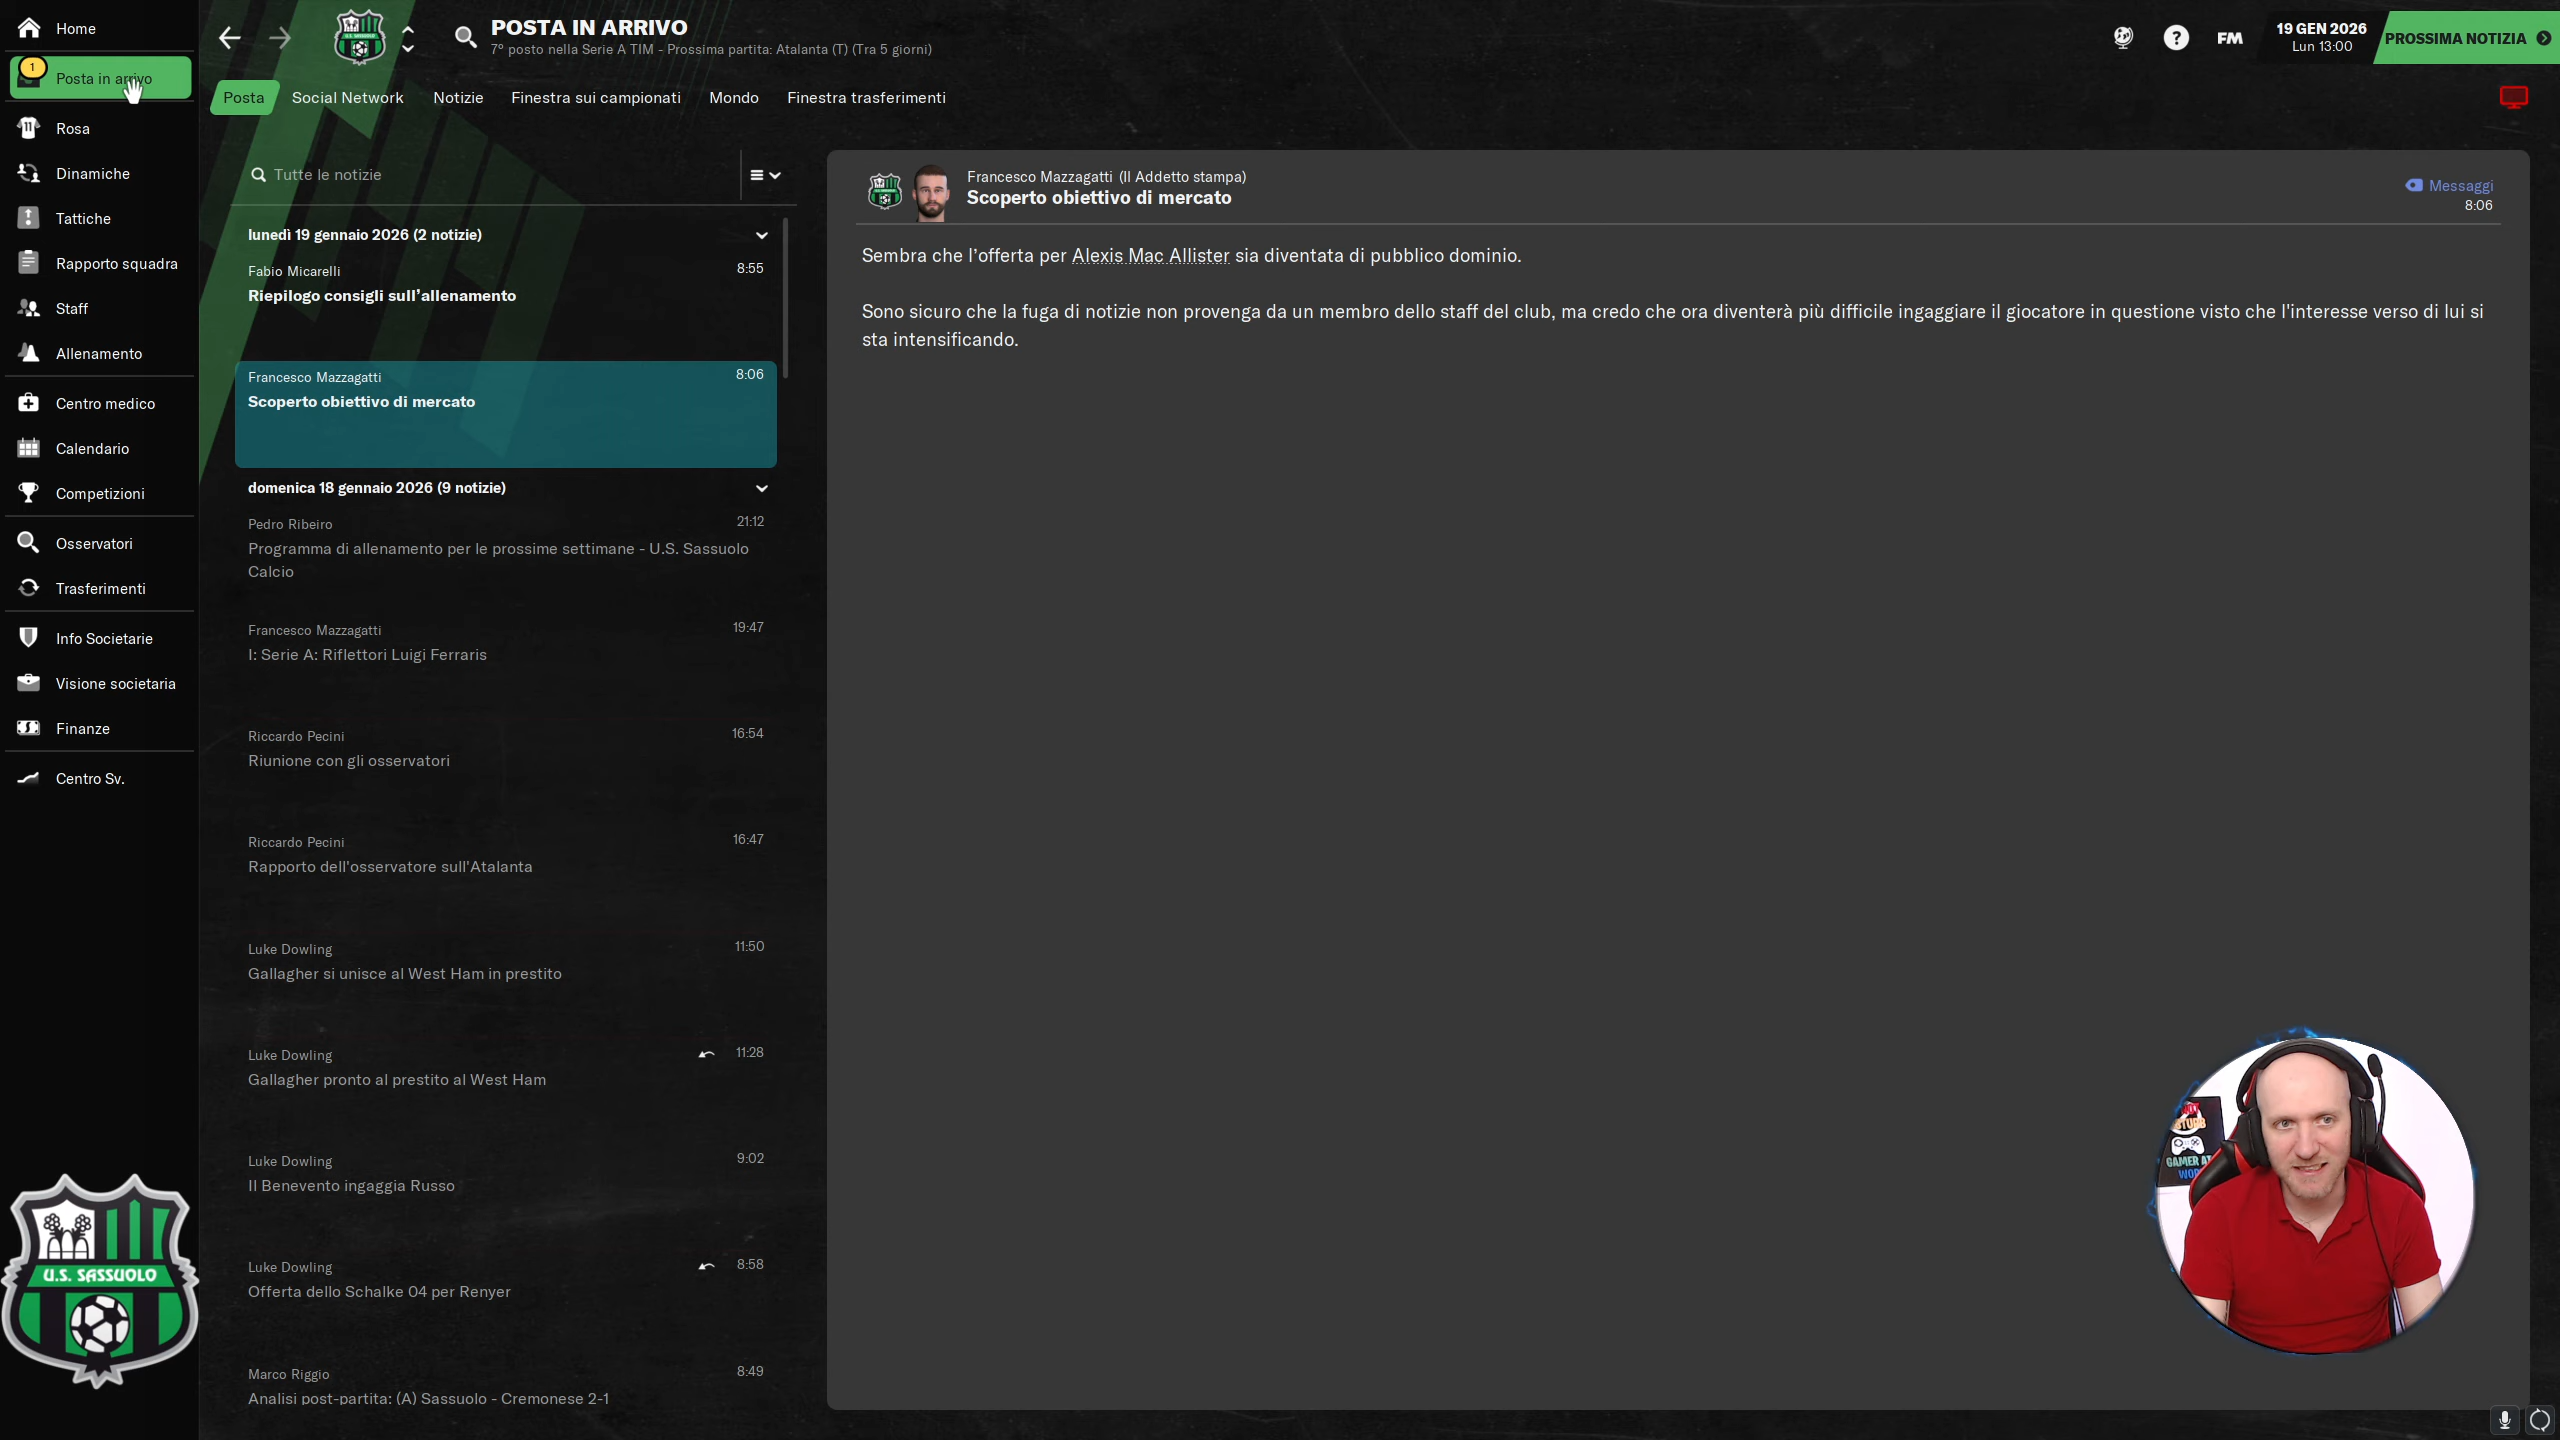 Home
1
Posta in arrivo
Rosa
Dinamiche
Tattiche
Rapporto squadra
Staff
Allenamento
Centro medico
Calendario
Competizioni
Osservatori
Trasferimenti
Info Societarie
Visione societaria
Finanze
Centro Sv.
U.S. SASSUOLO
POSTA IN ARRIVO
7º posto nella Serie A TIM - Prossima partita: Atalanta (T) (Tra 5 giorni)
FM
19 GEN 2026
Lun 13:00
PROSSIMA NOTIZIA
Posta
Social Network
Notizie
Finestra sui campionati
Mondo
Finestra trasferimenti
Tutte le notizie
lunedì 19 gennaio 2026 (2 notizie)
Fabio Micarelli
8:55
Riepilogo consigli sull'allenamento
Francesco Mazzagatti
8:06
Scoperto obiettivo di mercato
domenica 18 gennaio 2026 (9 notizie)
Pedro Ribeiro
21:12
Programma di allenamento per le prossime settimane - U.S. Sassuolo
Calcio
Francesco Mazzagatti
19:47
I: Serie A: Riflettori Luigi Ferraris
Riccardo Pecini
16:54
Riunione con gli osservatori
Riccardo Pecini
16:47
Rapporto dell'osservatore sull'Atalanta
Luke Dowling
11:50
Gallagher si unisce al West Ham in prestito
Luke Dowling
11:28
Gallagher pronto al prestito al West Ham
Luke Dowling
9:02
Il Benevento ingaggia Russo
Luke Dowling
8:58
Offerta dello Schalke 04 per Renyer
Marco Riggio
8:49
Analisi post-partita: (A) Sassuolo - Cremonese 2-1
Francesco Mazzagatti (Il Addetto stampa)
Scoperto obiettivo di mercato
Messaggi
8:06
Sembra che l'offerta per Alexis Mac Allister sia diventata di pubblico dominio.
Sono sicuro che la fuga di notizie non provenga da un membro dello staff del club, ma credo che ora diventerà più difficile ingaggiare il giocatore in questione visto che l'interesse verso di lui si
sta intensificando.
GAMER AT